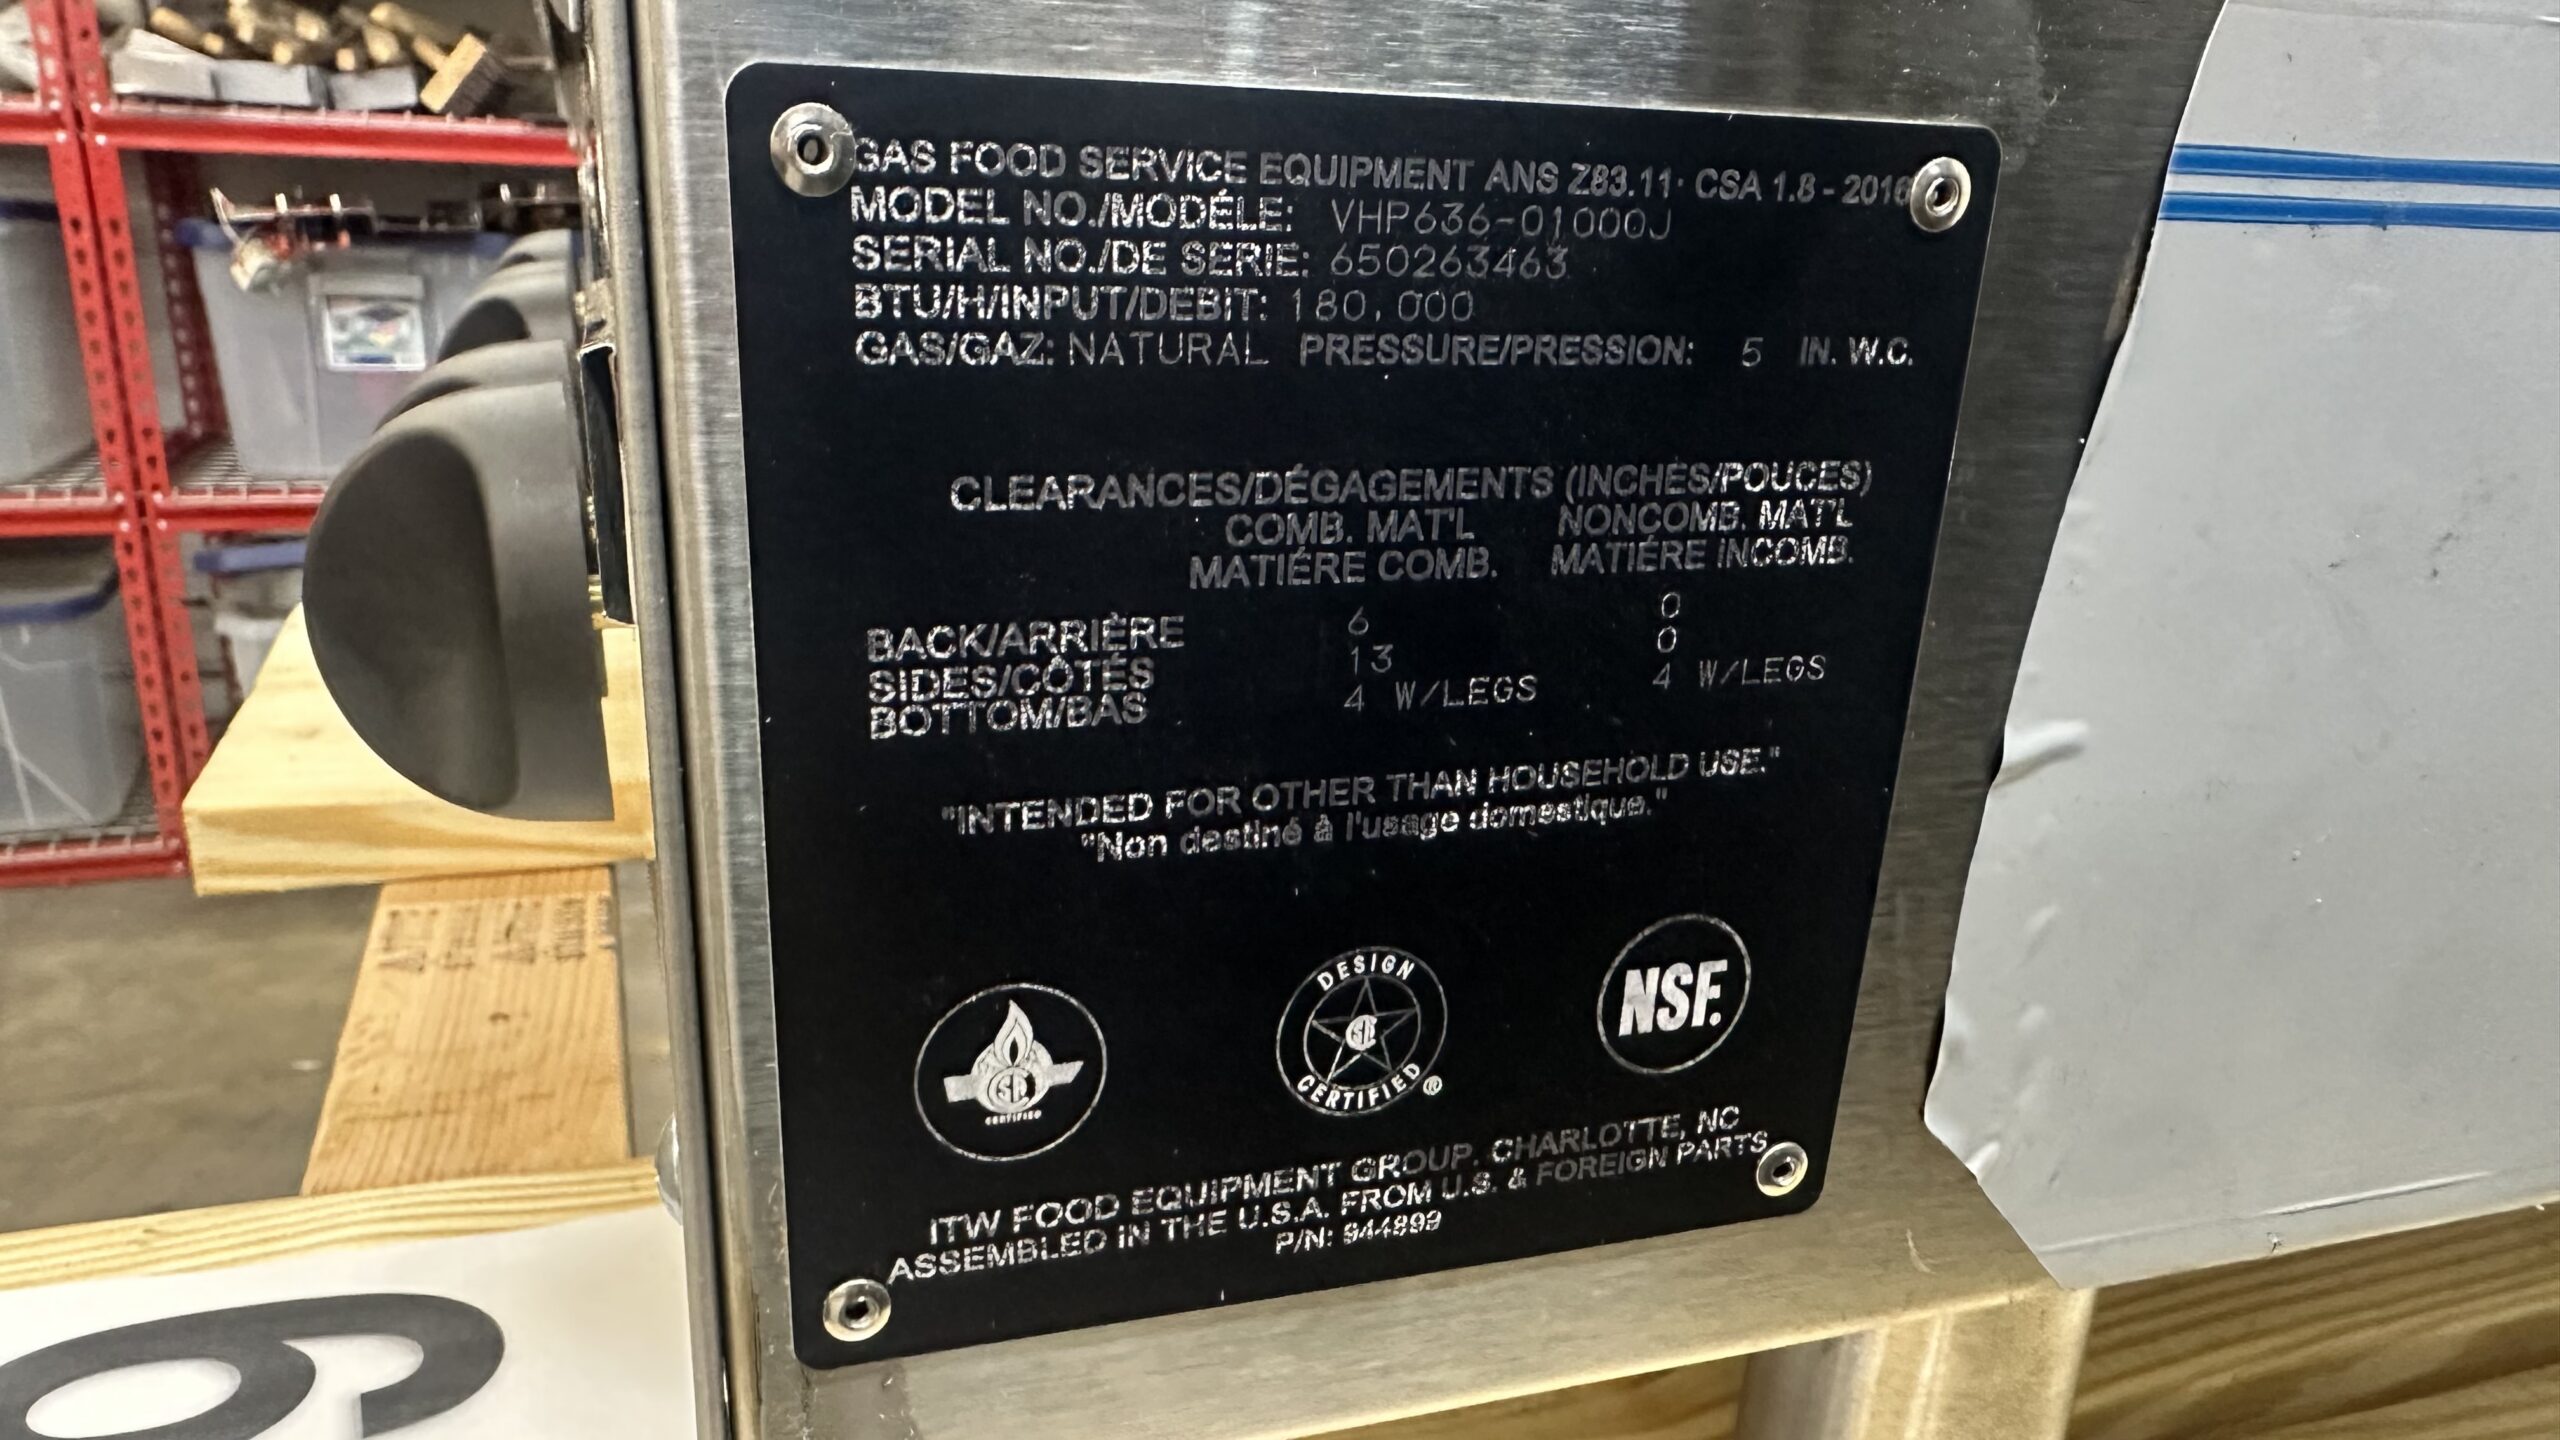 GAS FOOD SERVICE EQUIPMENT ANS Z83.11· CSA 1.8 - 2016
MODEL NO./MODÉLE: VHP636-01000J
SERIAL NO./DE SERIE: 650263463
BTU/H/INPUT/DEBIT: 180,000
GAS/GAZ: NATURAL PRESSURE/PRESSION: 5 IN. W.C.
CLEARANCES/DÉGAGEMENTS (INCHES/POUCES)
COMB. MAT'L NONCOMB. MAT'L
MATIÉRE COMB. MATIÉRE INCOMB.
BACK/ARRIÈRE 6 0
SIDES/CÔTÉS 13 0
BOTTOM/BAS 4 W/LEGS 4 W/LEGS
"INTENDED FOR OTHER THAN HOUSEHOLD USE."
"Non destiné à l'usage domestique."
CERTIFIED
DESIGN
CERTIFIED ®
NSF.
ITW FOOD EQUIPMENT GROUP. CHARLOTTE, NC
ASSEMBLED IN THE U.S.A. FROM U.S. & FOREIGN PARTS
P/N: 944899